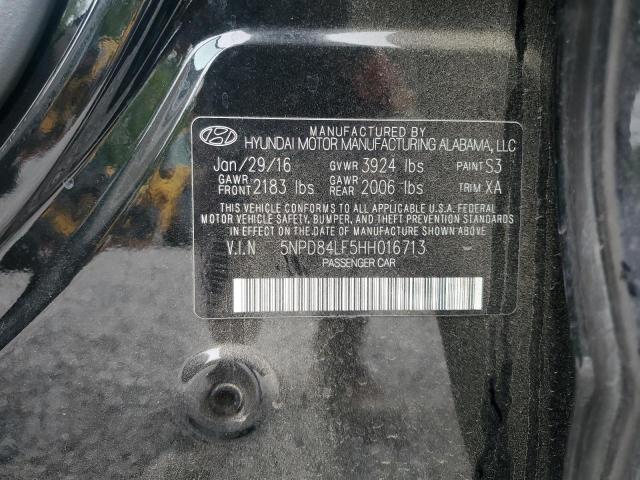 MANUFACTURED BY
HYUNDAI MOTOR MANUFACTURING ALABAMA, LLC
Jan/29/16 GVWR 3924 lbs PAINT S3
GAWR FRONT 2183 lbs GAWR REAR 2006 lbs TRIM XA
THIS VEHICLE CONFORMS TO ALL APPLICABLE U.S.A. FEDERAL
MOTOR VEHICLE SAFETY, BUMPER, AND THEFT PREVENTION STANDARDS
IN EFFECT ON THE DATE OF MANUFACTURE SHOWN ABOVE
V.I.N 5NPD84LF5HH016713
PASSENGER CAR